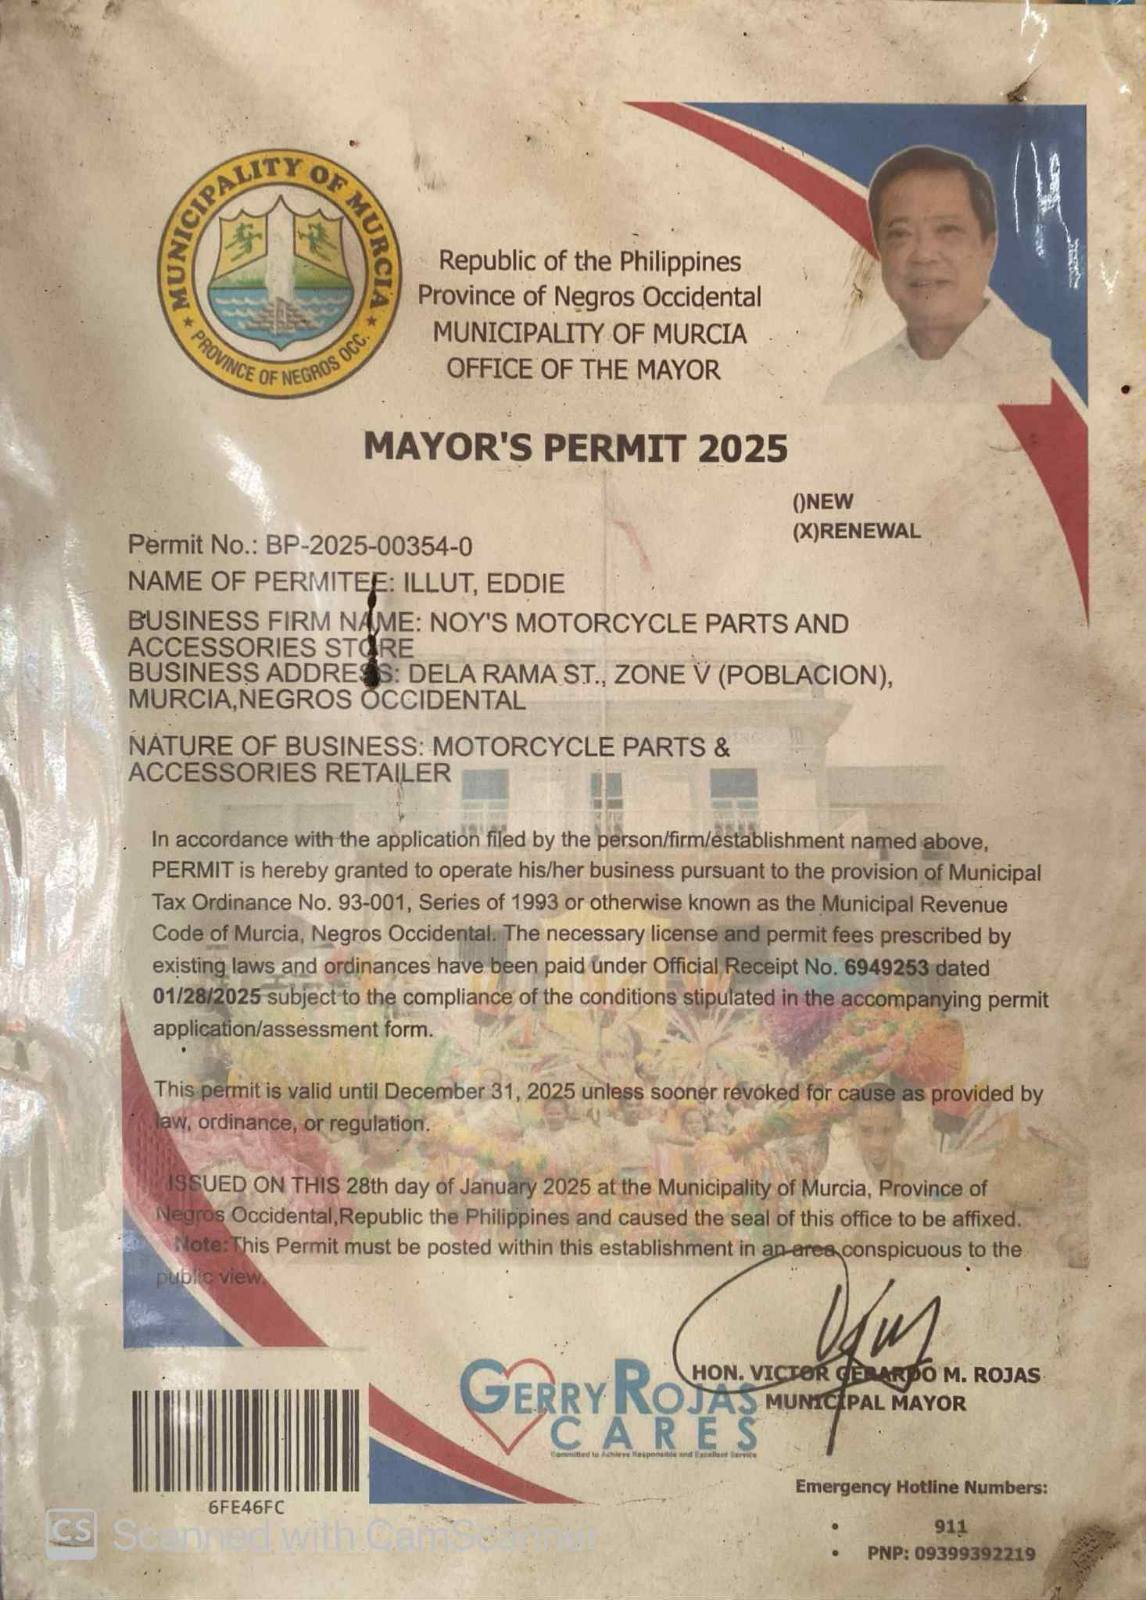 MUNICIPALITY OF MURCIA
PROVINCE OF NEGROS OCC.
Republic of the Philippines
Province of Negros Occidental
MUNICIPALITY OF MURCIA
OFFICE OF THE MAYOR
MAYOR'S PERMIT 2025
()NEW
(X)RENEWAL
Permit No.: BP-2025-00354-0
NAME OF PERMITEE: ILLUT, EDDIE
BUSINESS FIRM NAME: NOY'S MOTORCYCLE PARTS AND
ACCESSORIES STORE
BUSINESS ADDRESS: DELA RAMA ST., ZONE V (POBLACION),
MURCIA,NEGROS OCCIDENTAL
NATURE OF BUSINESS: MOTORCYCLE PARTS &
ACCESSORIES RETAILER
In accordance with the application filed by the person/firm/establishment named above,
PERMIT is hereby granted to operate his/her business pursuant to the provision of Municipal
Tax Ordinance No. 93-001, Series of 1993 or otherwise known as the Municipal Revenue
Code of Murcia, Negros Occidental. The necessary license and permit fees prescribed by
existing laws and ordinances have been paid under Official Receipt No. 6949253 dated
01/28/2025 subject to the compliance of the conditions stipulated in the accompanying permit
application/assessment form.
This permit is valid until December 31, 2025 unless sooner revoked for cause as provided by
law, ordinance, or regulation.
ISSUED ON THIS 28th day of January 2025 at the Municipality of Murcia, Province of
Negros Occidental,Republic the Philippines and caused the seal of this office to be affixed.
Note:This Permit must be posted within this establishment in an area conspicuous to the
public view.
GERRY ROJAS
CARES
Committed to Achieve Responsible and Excellent Service
HON. VICTOR GERARDO M. ROJAS
MUNICIPAL MAYOR
6FE46FC
Emergency Hotline Numbers:
• 911
• PNP: 09399392219
CS Scanned with CamScanner